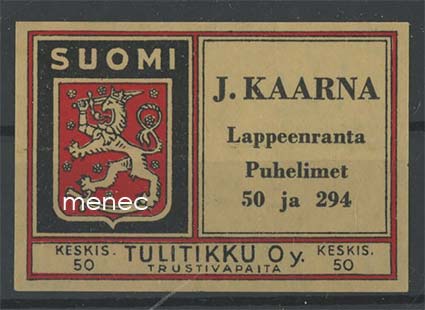 SUOMI
menec
J. KAARNA
Lappeenranta
Puhelimet
50 ja 294
KESKIS. 50
TULITIKKU Oy.
TRUSTIVAPAITA
KESKIS. 50